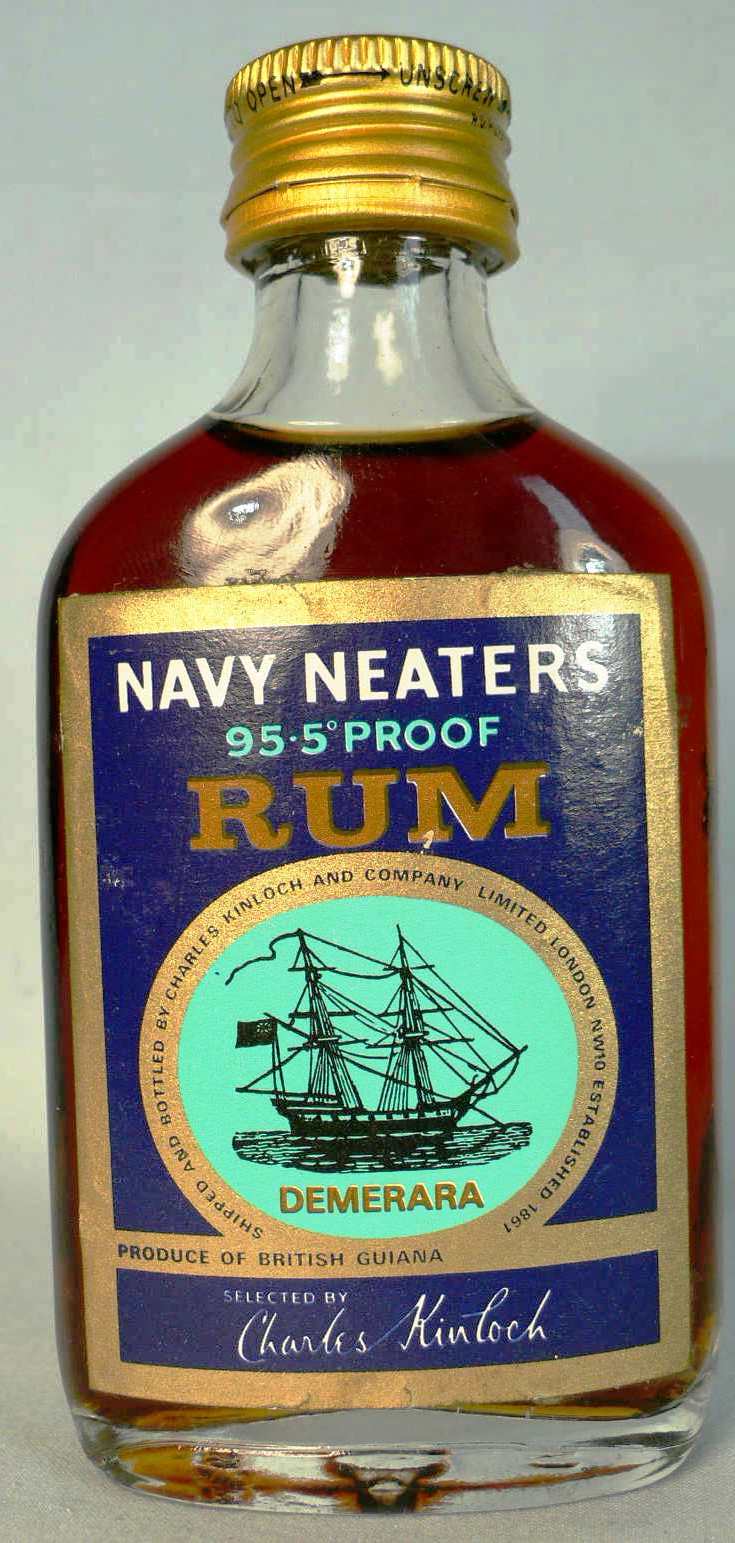 OPEN UNSCREW
NAVY NEATERS
95·5° PROOF
RUM
SHIPPED AND BOTTLED BY CHARLES KINLOCH AND COMPANY LIMITED LONDON NW10 ESTABLISHED 1861
DEMERARA
PRODUCE OF BRITISH GUIANA
SELECTED BY
Charles Kinloch